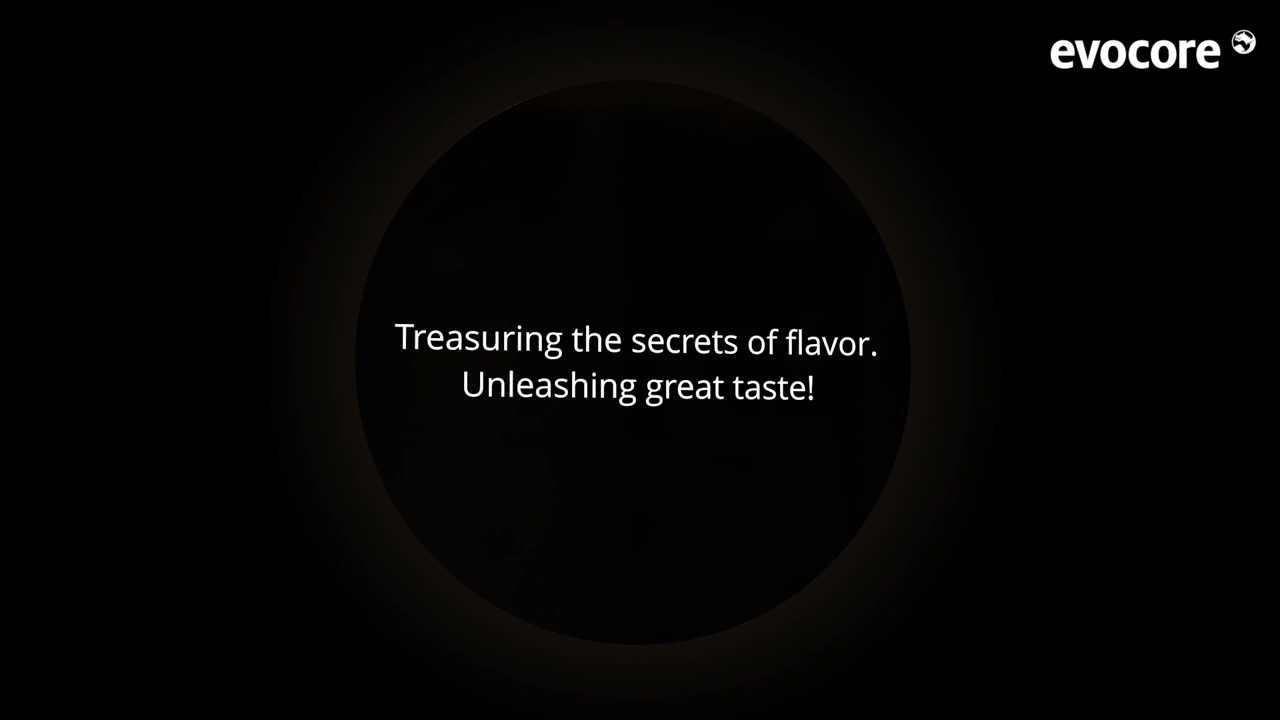 evocore
Treasuring the secrets of flavor.
Unleashing great taste!